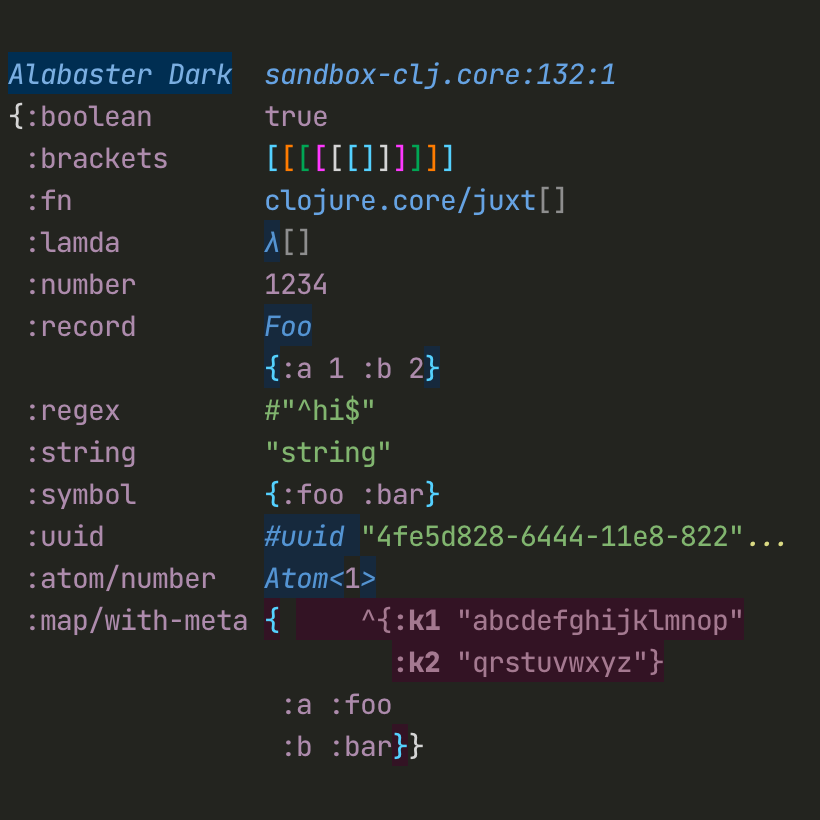 Alabaster Dark  sandbox-clj.core:132:1
{:boolean       true
 :brackets      [[[[[[]]]]]]
 :fn            clojure.core/juxt[]
 :lamda         λ[]
 :number        1234
 :record        Foo
                {:a 1 :b 2}
 :regex         #"^hi$"
 :string        "string"
 :symbol        {:foo :bar}
 :uuid          #uuid "4fe5d828-6444-11e8-822"...
 :atom/number   Atom<1>
 :map/with-meta {     ^{:k1 "abcdefghijklmnop"
                        :k2 "qrstuvwxyz"}
                 :a :foo
                 :b :bar}}